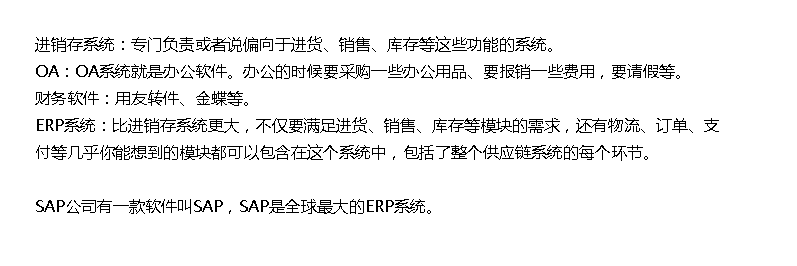 进销存系统：专门负责或者说偏向于进货、销售、库存等这些功能的系统。
OA：OA系统就是办公软件。办公的时候要采购一些办公用品、要报销一些费用，要请假等。
财务软件：用友转件、金蝶等。
ERP系统：比进销存系统更大，不仅要满足进货、销售、库存等模块的需求，还有物流、订单、支
付等几乎你能想到的模块都可以包含在这个系统中，包括了整个供应链系统的每个环节。
SAP公司有一款软件叫SAP，SAP是全球最大的ERP系统。